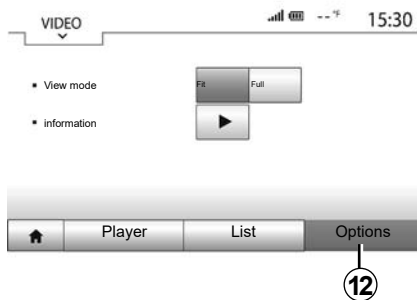 VIDEO
--°F
15:30
View mode
Fit
Full
information
Player
List
Options
12